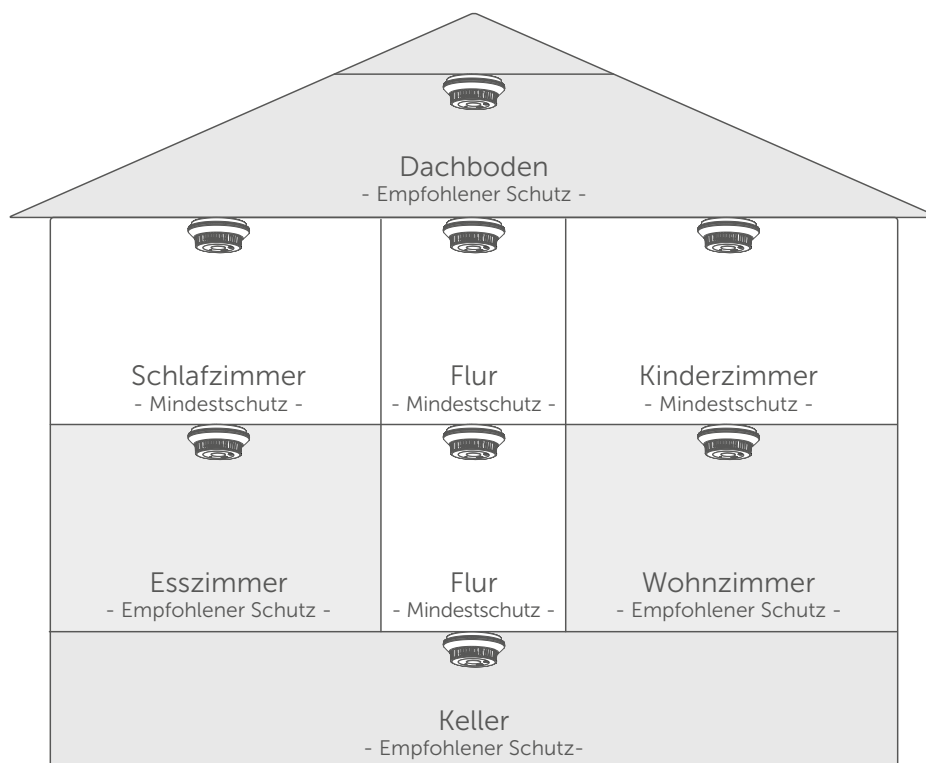 Dachboden
- Empfohlener Schutz -
Schlafzimmer
- Mindestschutz -
Flur
- Mindestschutz -
Kinderzimmer
- Mindestschutz -
Esszimmer
- Empfohlener Schutz -
Flur
- Mindestschutz -
Wohnzimmer
- Empfohlener Schutz -
Keller
- Empfohlener Schutz-